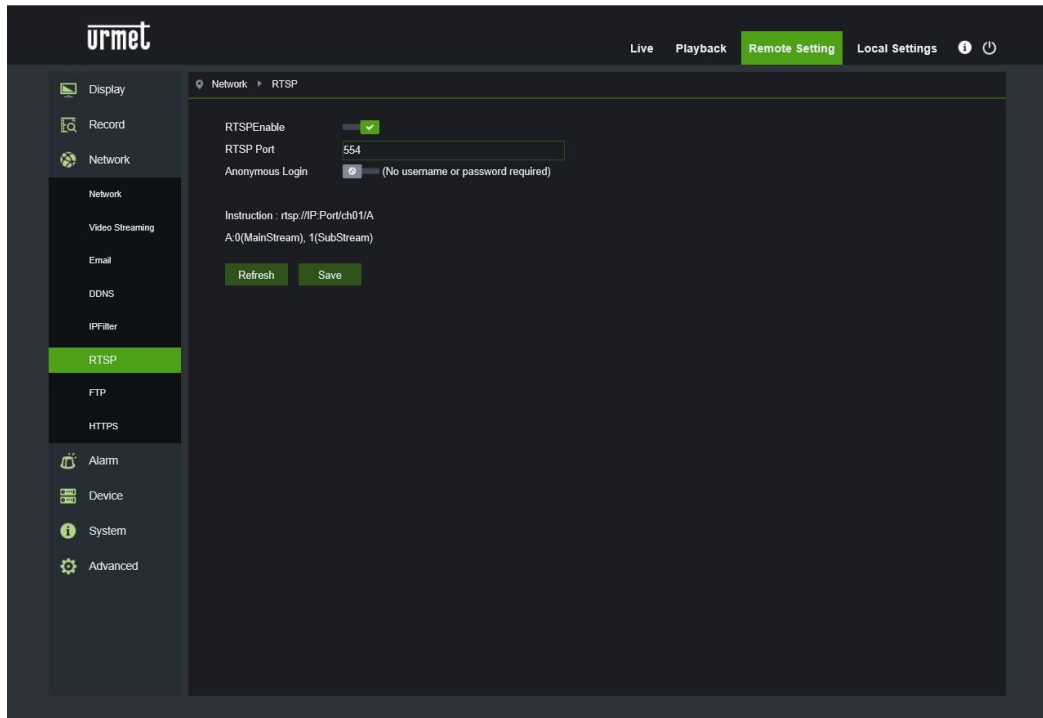 urmet
Live Playback Remote Setting Local Settings
Display
Record
Network
Network
Video Streaming
Email
DDNS
IPFilter
RTSP
FTP
HTTPS
Alarm
Device
System
Advanced
Network RTSP
RTSPEnable
RTSP Port 554
Anonymous Login (No username or password required)
Instruction : rtsp://IP:Port/ch01/A
A:0(MainStream), 1(SubStream)
Refresh Save